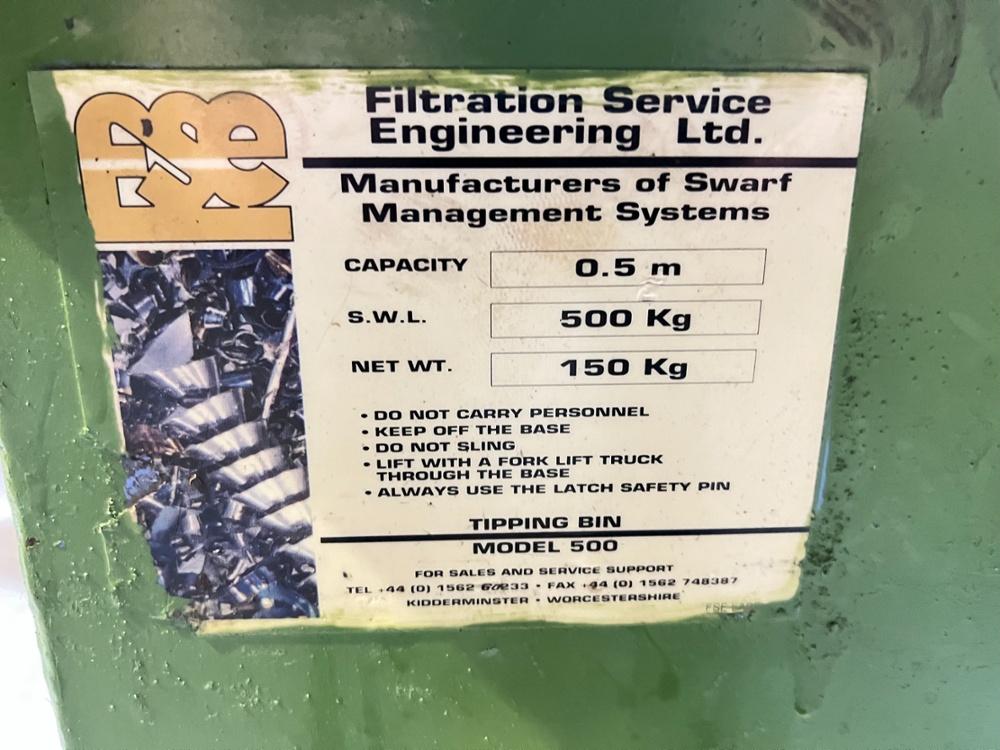 Filtration Service
Engineering Ltd.
Manufacturers of Swarf
Management Systems
CAPACITY 0.5 m
S.W.L. 500 Kg
NET WT. 150 Kg
• DO NOT CARRY PERSONNEL
• KEEP OFF THE BASE
• DO NOT SLING
• LIFT WITH A FORK LIFT TRUCK
THROUGH THE BASE
• ALWAYS USE THE LATCH SAFETY PIN
TIPPING BIN
MODEL 500
FOR SALES AND SERVICE SUPPORT
TEL +44 (0) 1562 • FAX +44 (0) 1562 748387
KIDDERMINSTER • WORCESTERSHIRE